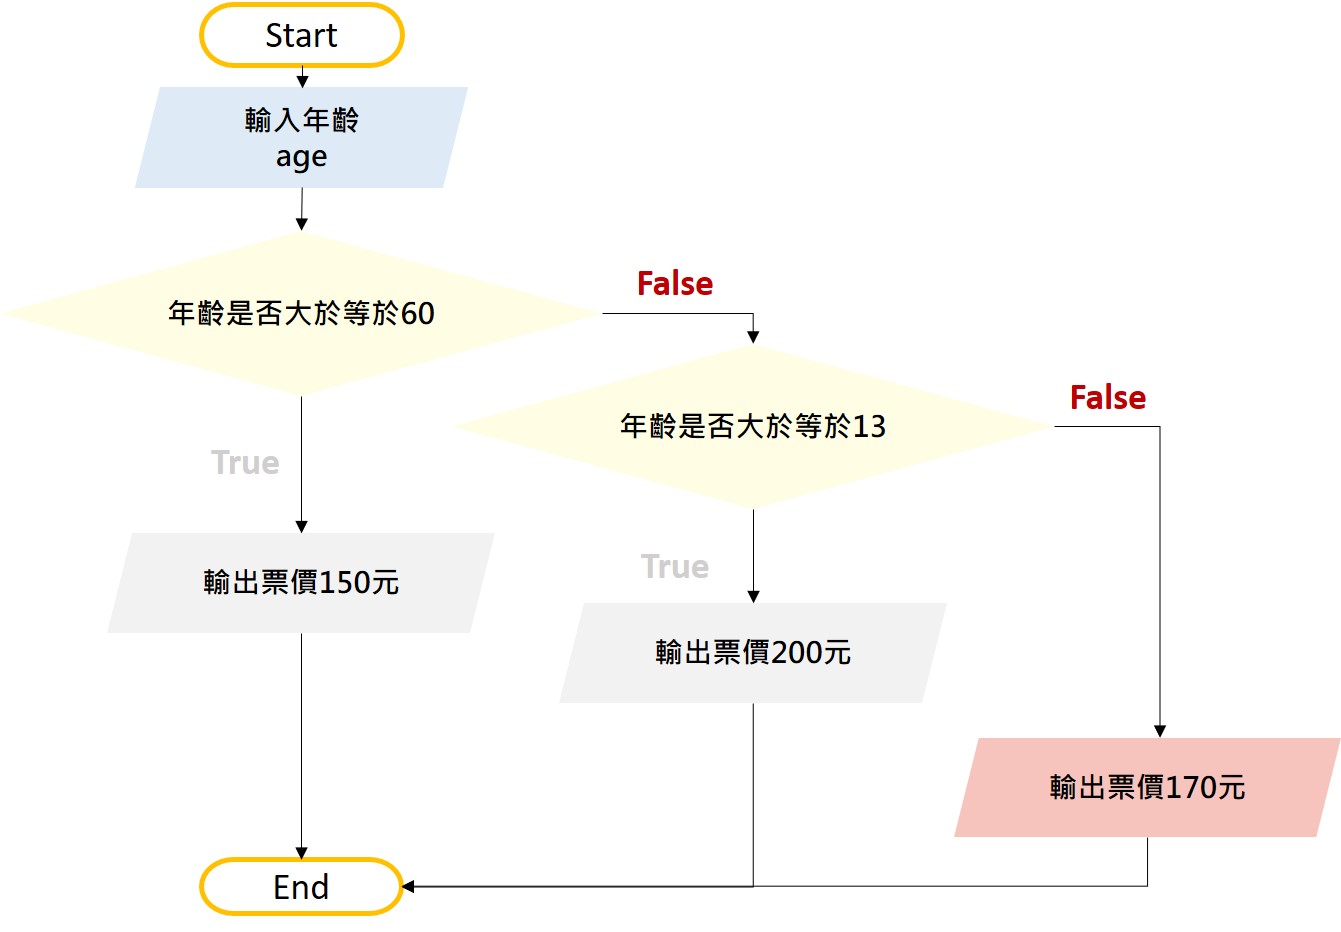 Start
輸入年齡
age
年齡是否大於等於60
False
年齡是否大於等於13
False
True
輸出票價150元
True
輸出票價200元
輸出票價170元
End